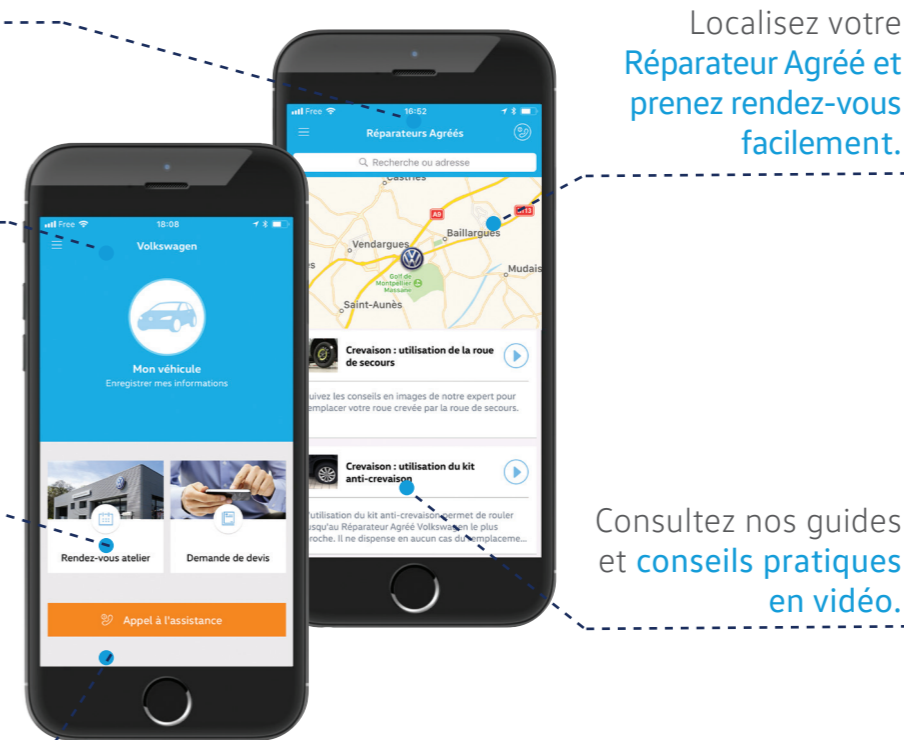 Localisez votre
Réparateur Agréé et
prenez rendez-vous
facilement.
Free
16:52
Réparateurs Agréés
Recherche ou adresse
Castries
A9
Vendargues
Baillargues
Golf de
Montpellier
Massane
Saint-Aunès
Crevaison : utilisation de la roue
de secours
uivez les conseils en images de notre expert pour
emplacer votre roue crevée par la roue de secours.
Crevaison : utilisation du kit
anti-crevaison
'utilisation du kit anti-crevaison permet de rouler
usqu'au Réparateur Agréé Volkswagen le plus
roche. Il ne dispense en aucun cas du remplaceme...
Free
18:08
Volkswagen
Mon véhicule
Enregistrer mes informations
Rendez-vous atelier
Demande de devis
Appel à l'assistance
Consultez nos guides
et conseils pratiques
en vidéo.